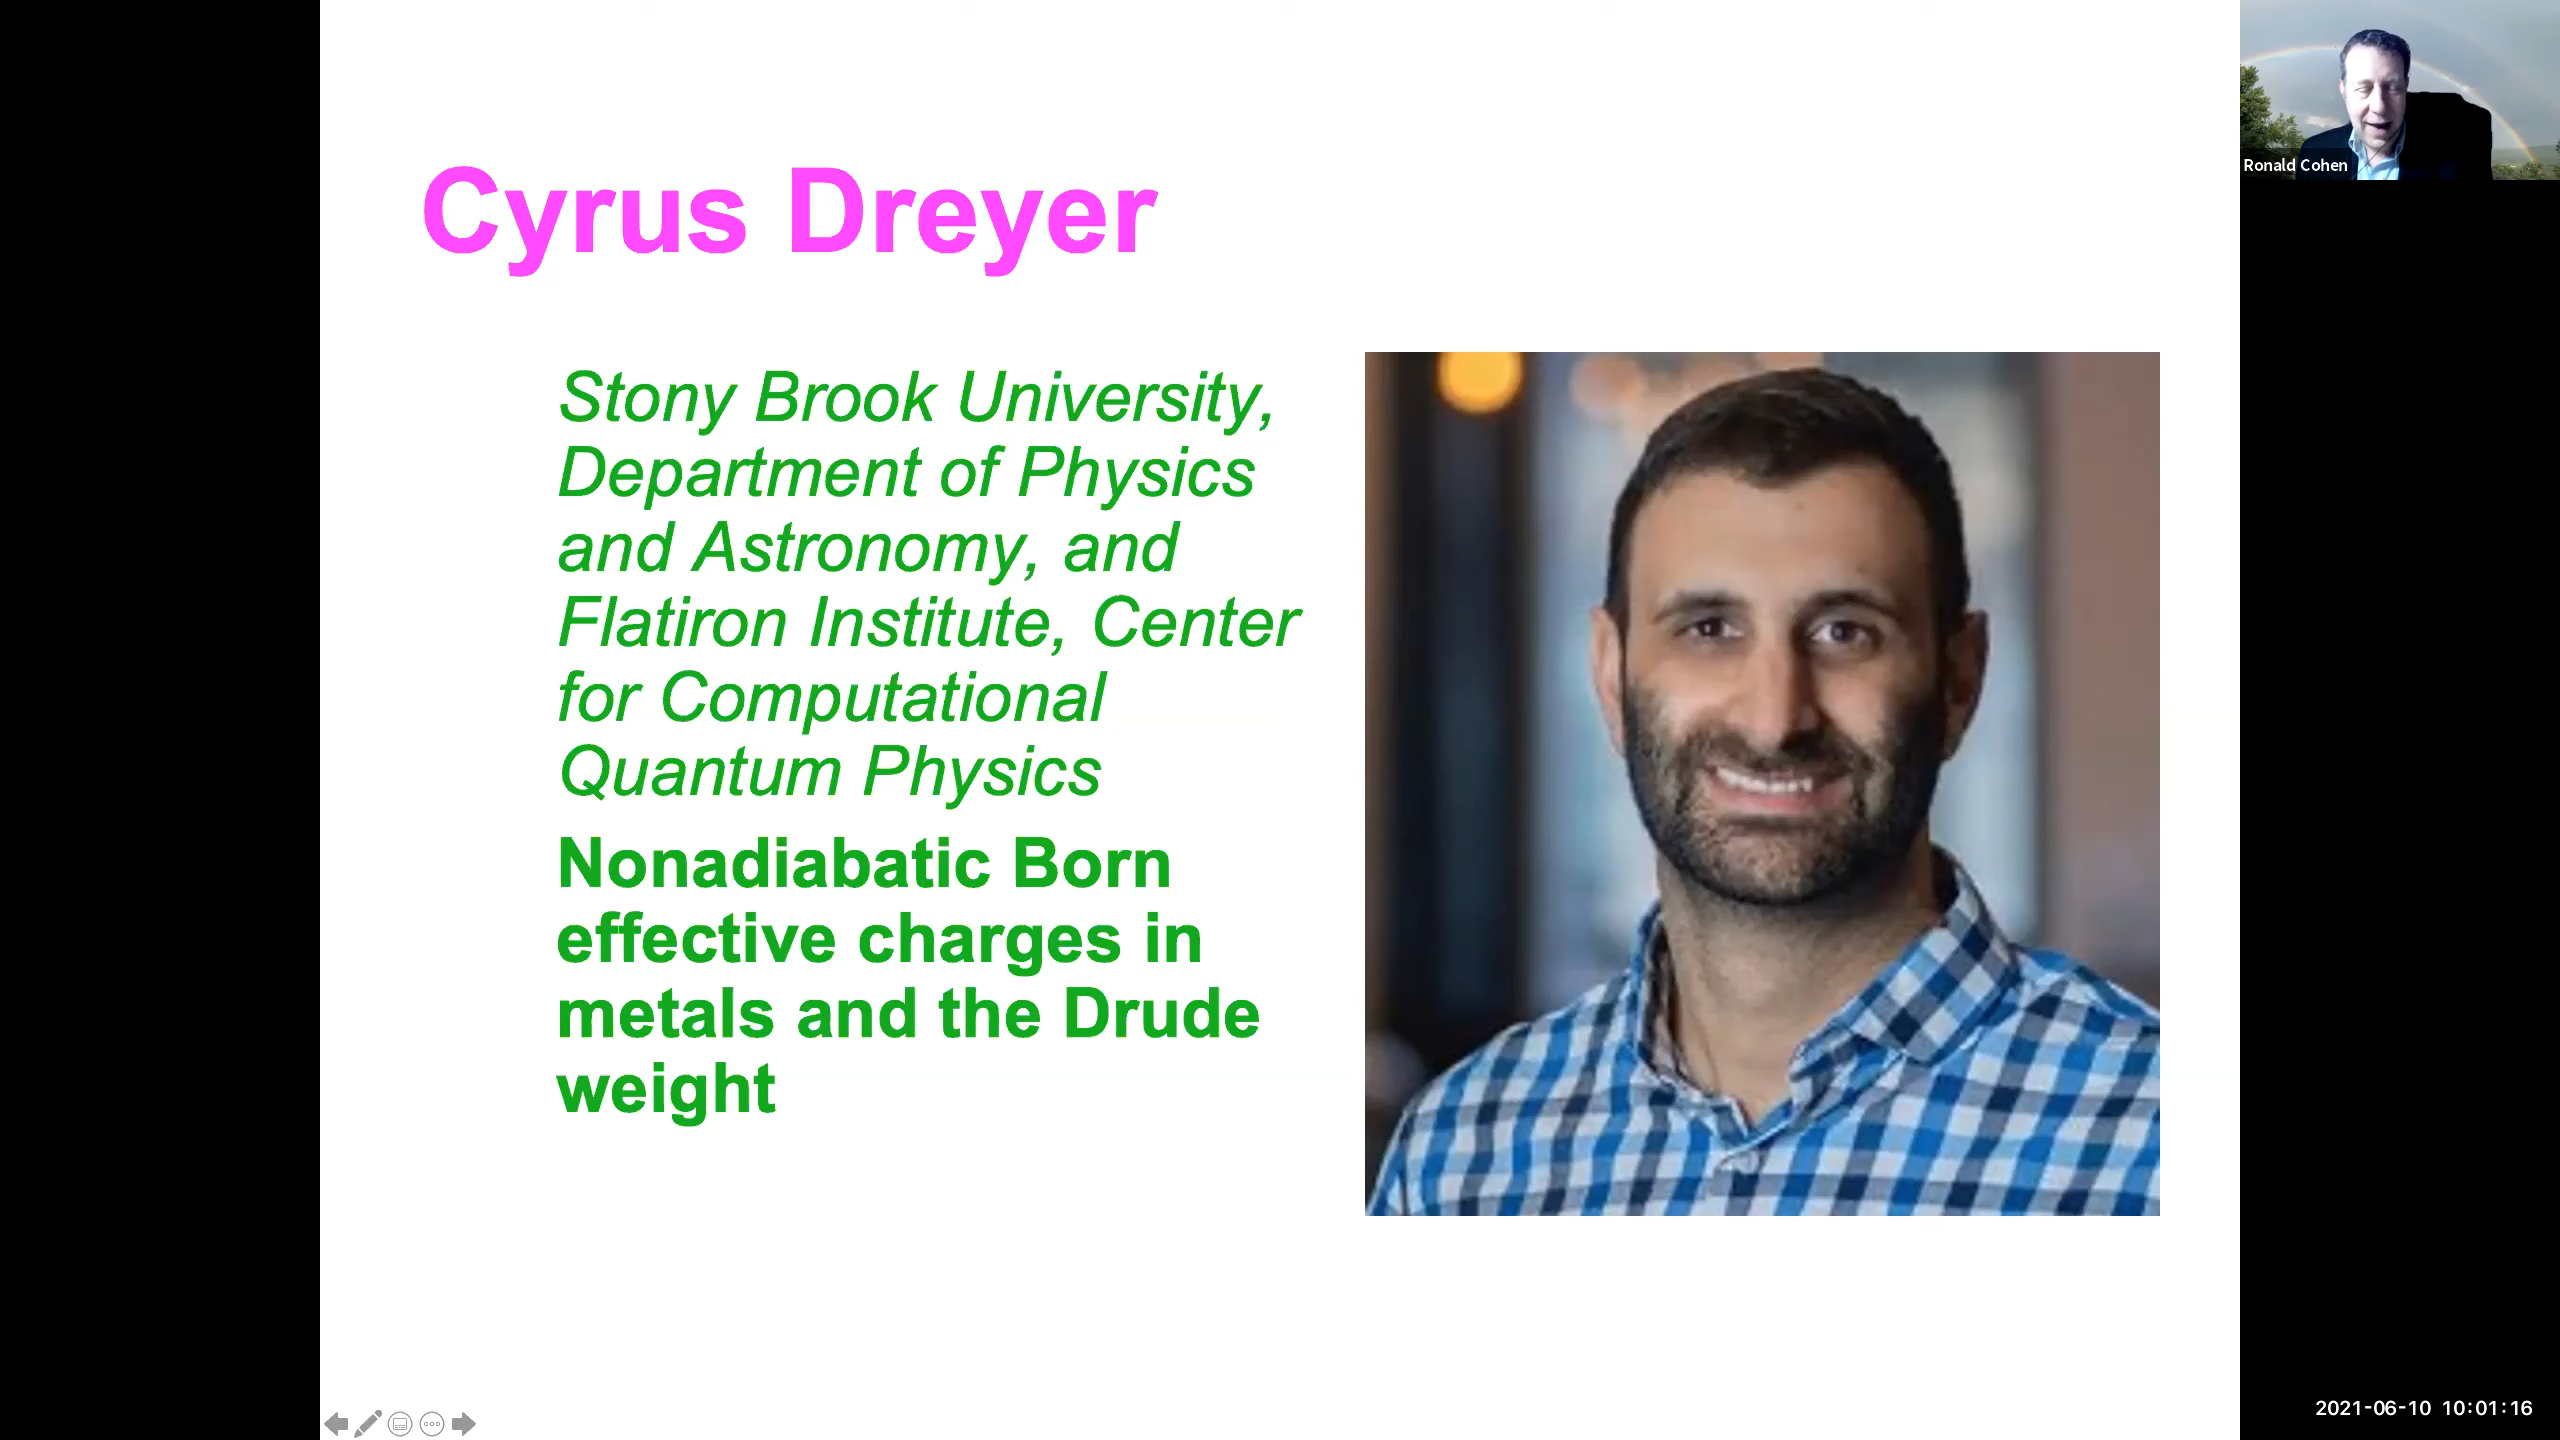 Cyrus Dreyer
Stony Brook University,
Department of Physics
and Astronomy, and
Flatiron Institute, Center
for Computational
Quantum Physics
Nonadiabatic Born
effective charges in
metals and the Drude
weight
Ronald Cohen
2021-06-10 10:01:16